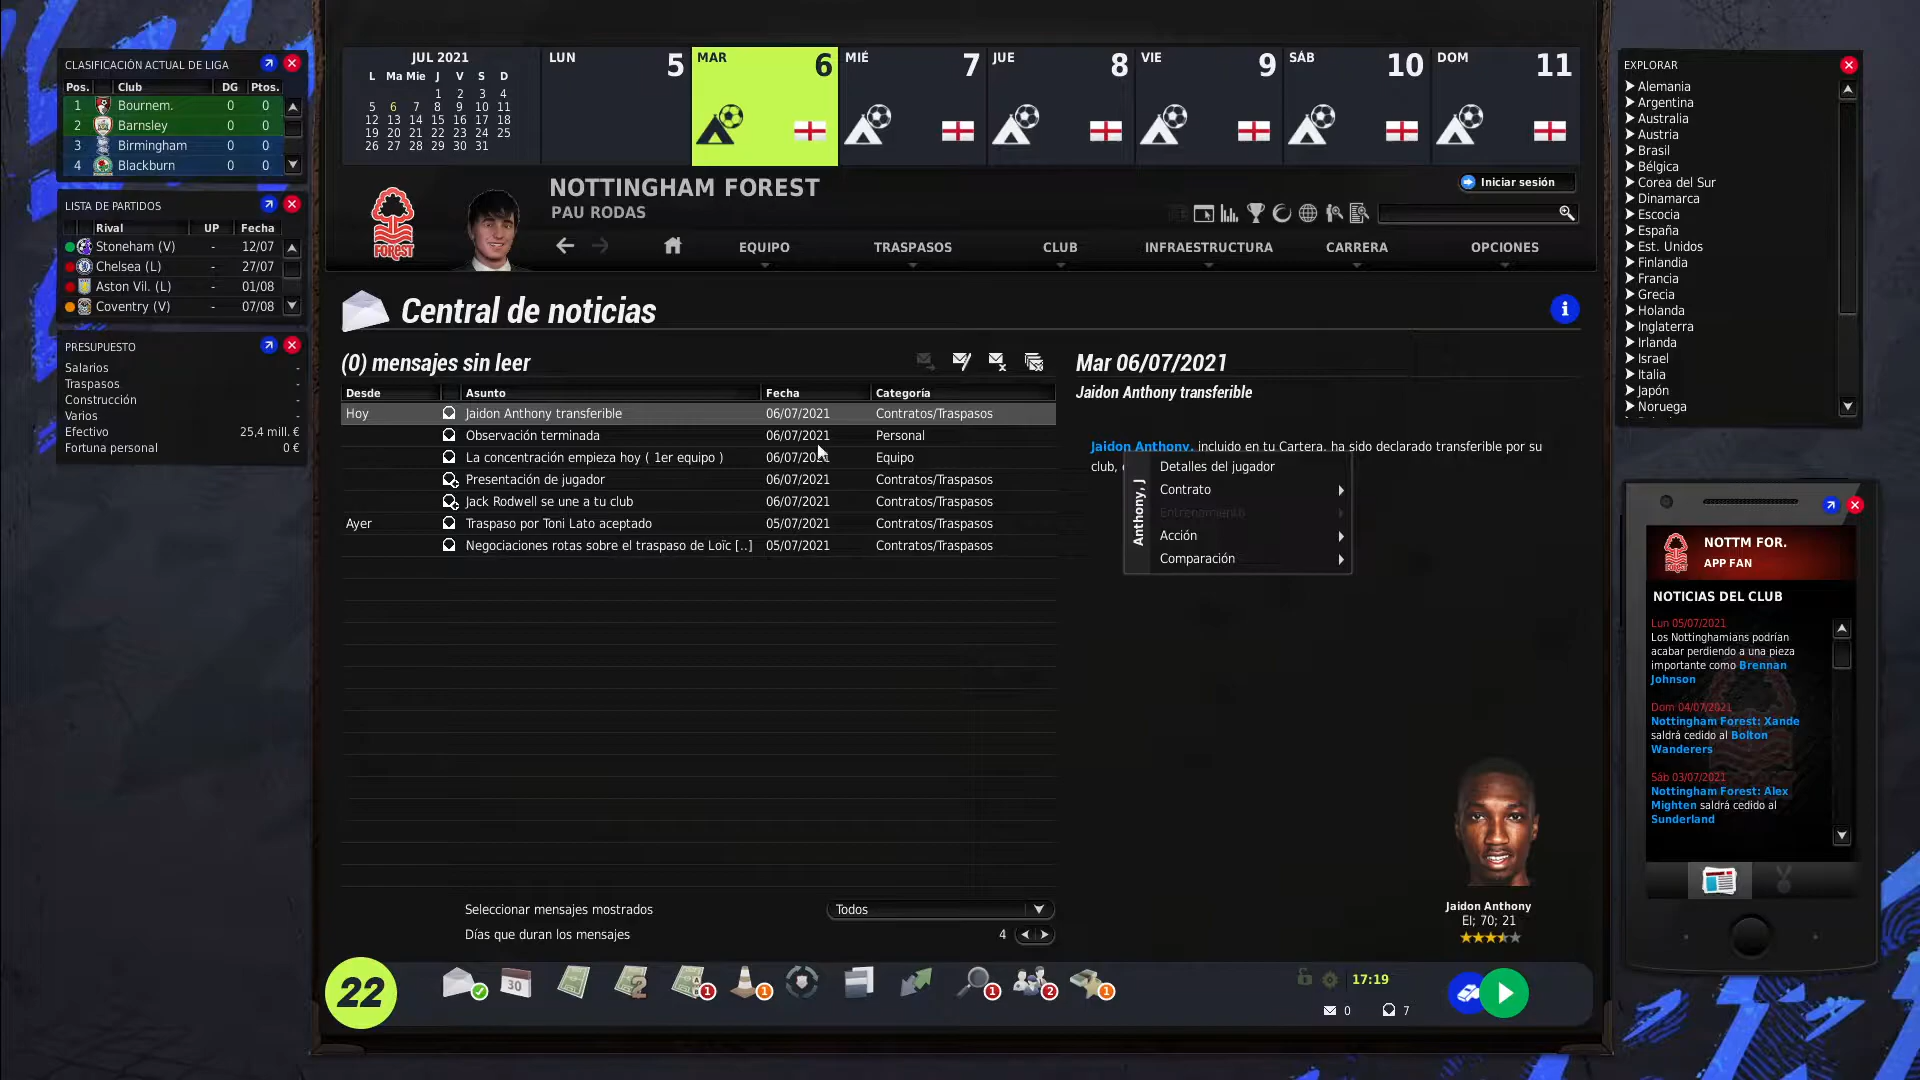 CLASIFICACIÓN ACTUAL DE LIGA
Pos. Club DG Ptos.
1 Bournem. 0 0
2 Barnsley 0 0
3 Birmingham 0 0
4 Blackburn 0 0
LISTA DE PARTIDOS
Rival UP Fecha
Stoneham (V) - 12/07
Chelsea (L) - 27/07
Aston Vil. (L) - 01/08
Coventry (V) - 07/08
PRESUPUESTO
Salarios -
Traspasos -
Construcción -
Varios -
Efectivo 25,4 mill. €
Fortuna personal 0 €
JUL 2021
L Ma Mie J V S D
1 2 3 4
5 6 7 8 9 10 11
12 13 14 15 16 17 18
19 20 21 22 23 24 25
26 27 28 29 30 31
LUN 5
MAR 6
MIÉ 7
JUE 8
VIE 9
SÁB 10
DOM 11
FOREST
NOTTINGHAM FOREST
PAU RODAS
Iniciar sesión
EQUIPO TRASPASOS CLUB INFRAESTRUCTURA CARRERA OPCIONES
Central de noticias
(0) mensajes sin leer
Desde Asunto Fecha Categoría
Hoy Jaidon Anthony transferible 06/07/2021 Contratos/Traspasos
Observación terminada 06/07/2021 Personal
La concentración empieza hoy ( 1er equipo ) 06/07/2021 Equipo
Presentación de jugador 06/07/2021 Contratos/Traspasos
Jack Rodwell se une a tu club 06/07/2021 Contratos/Traspasos
Ayer Traspaso por Toni Lato aceptado 05/07/2021 Contratos/Traspasos
Negociaciones rotas sobre el traspaso de Loïc [..] 05/07/2021 Contratos/Traspasos
Seleccionar mensajes mostrados Todos
Días que duran los mensajes 4
Mar 06/07/2021
Jaidon Anthony transferible
Jaidon Anthony, incluido en tu Cartera, ha sido declarado transferible por su
club,
Anthony, J
Detalles del jugador
Contrato
Entrenamiento
Acción
Comparación
Jaidon Anthony
EI; 70; 21
22
30
2
1
1
1
2
1
17:19
0 7
EXPLORAR
Alemania
Argentina
Australia
Austria
Brasil
Bélgica
Corea del Sur
Dinamarca
Escocia
España
Est. Unidos
Finlandia
Francia
Grecia
Holanda
Inglaterra
Irlanda
Israel
Italia
Japón
Noruega
NOTTM FOR.
APP FAN
NOTICIAS DEL CLUB
Lun 05/07/2021
Los Nottinghamians podrían
acabar perdiendo a una pieza
importante como Brennan
Johnson
Dom 04/07/2021
Nottingham Forest: Xande
saldrá cedido al Bolton
Wanderers
Sáb 03/07/2021
Nottingham Forest: Alex
Mighten saldrá cedido al
Sunderland